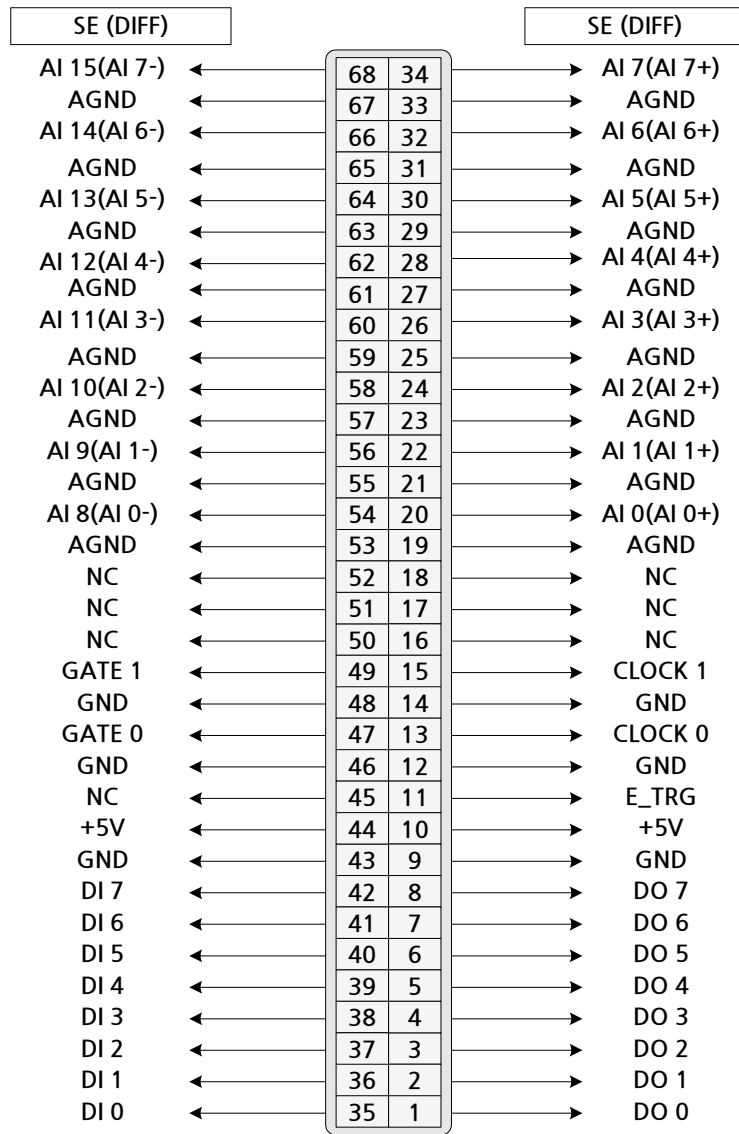 SE (DIFF) SE (DIFF)
AI 15(AI 7-) 68 34 AI 7(AI 7+)
AGND 67 33 AGND
AI 14(AI 6-) 66 32 AI 6(AI 6+)
AGND 65 31 AGND
AI 13(AI 5-) 64 30 AI 5(AI 5+)
AGND 63 29 AGND
AI 12(AI 4-) 62 28 AI 4(AI 4+)
AGND 61 27 AGND
AI 11(AI 3-) 60 26 AI 3(AI 3+)
AGND 59 25 AGND
AI 10(AI 2-) 58 24 AI 2(AI 2+)
AGND 57 23 AGND
AI 9(AI 1-) 56 22 AI 1(AI 1+)
AGND 55 21 AGND
AI 8(AI 0-) 54 20 AI 0(AI 0+)
AGND 53 19 AGND
NC 52 18 NC
NC 51 17 NC
NC 50 16 NC
GATE 1 49 15 CLOCK 1
GND 48 14 GND
GATE 0 47 13 CLOCK 0
GND 46 12 GND
NC 45 11 E_TRG
+5V 44 10 +5V
GND 43 9 GND
DI 7 42 8 DO 7
DI 6 41 7 DO 6
DI 5 40 6 DO 5
DI 4 39 5 DO 4
DI 3 38 4 DO 3
DI 2 37 3 DO 2
DI 1 36 2 DO 1
DI 0 35 1 DO 0